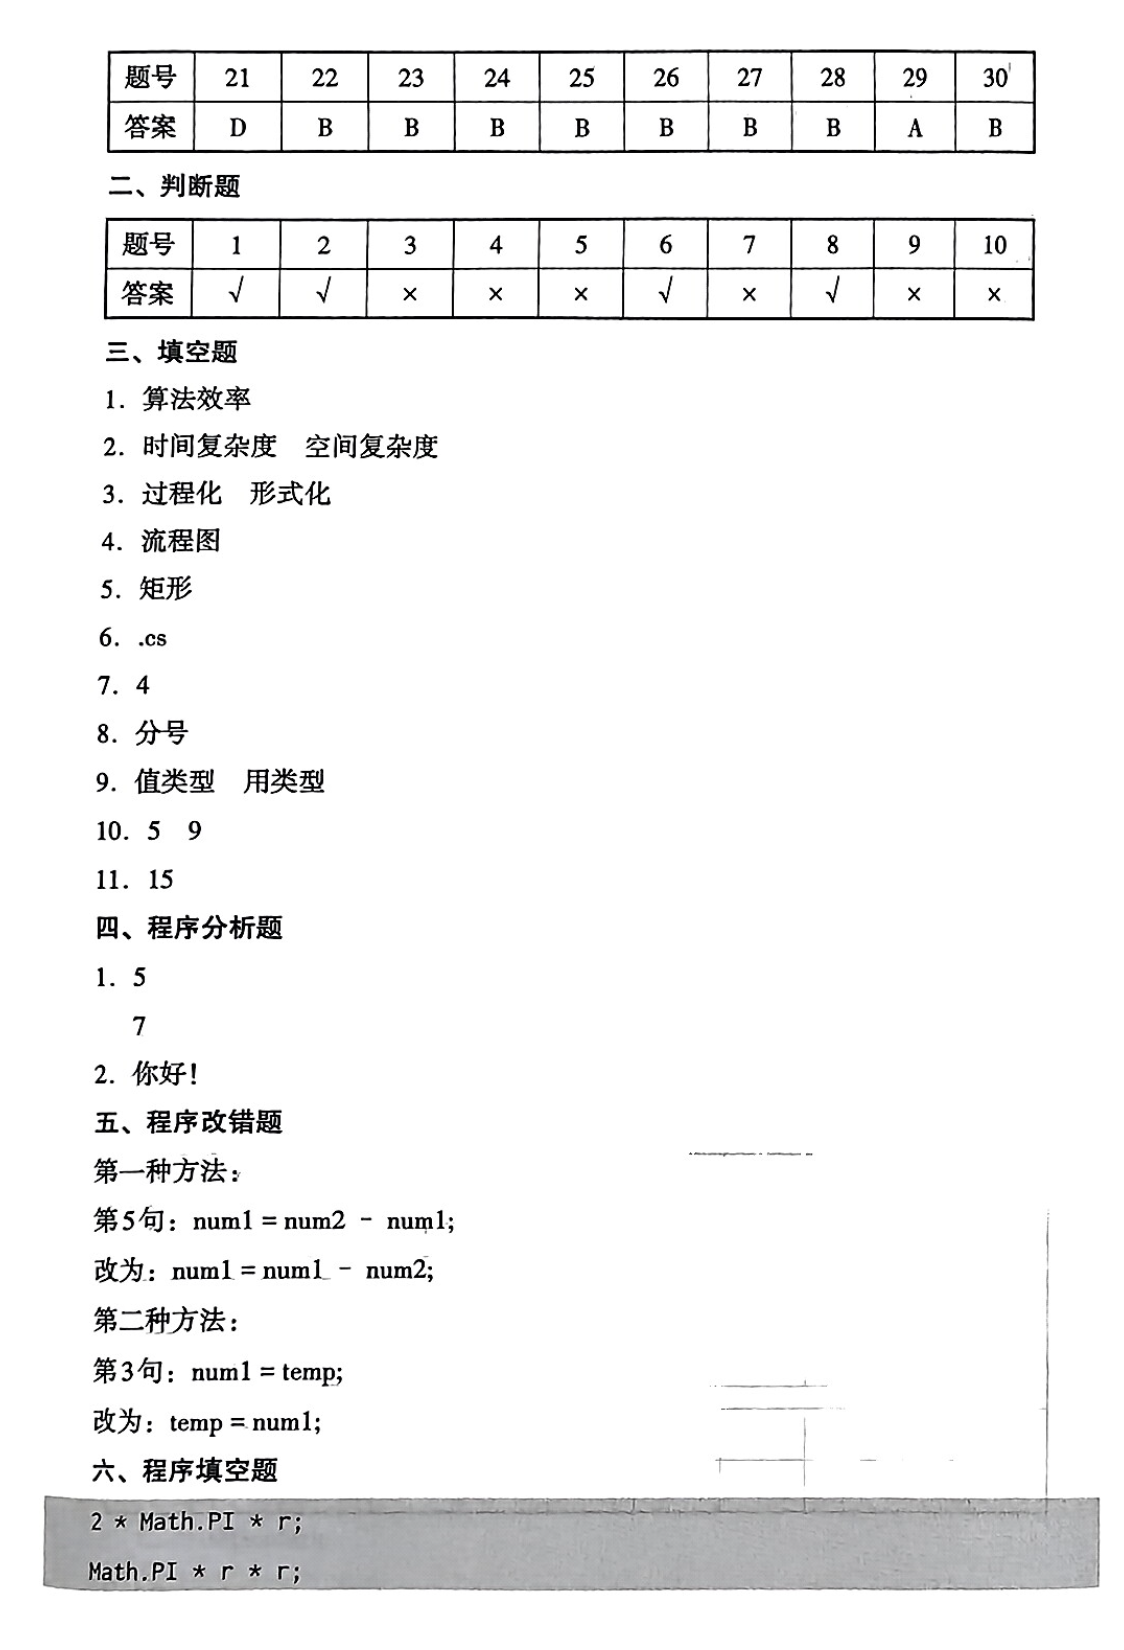 题号 21 22 23 24 25 26 27 28 29 30
答案 D B B B B B B B A B
二、判断题
题号 1 2 3 4 5 6 7 8 9 10
答案 √ √ × × × √ × √ × ×
三、填空题
1. 算法效率
2. 时间复杂度 空间复杂度
3. 过程化 形式化
4. 流程图
5. 矩形
6. .cs
7. 4
8. 分号
9. 值类型 用类型
10. 5 9
11. 15
四、程序分析题
1. 5
7
2. 你好！
五、程序改错题
第一种方法：
第5句：num1 = num2 - num1;
改为：num1 = num1 - num2;
第二种方法：
第3句：num1 = temp;
改为：temp = num1;
六、程序填空题
2 * Math.PI * r;
Math.PI * r * r;